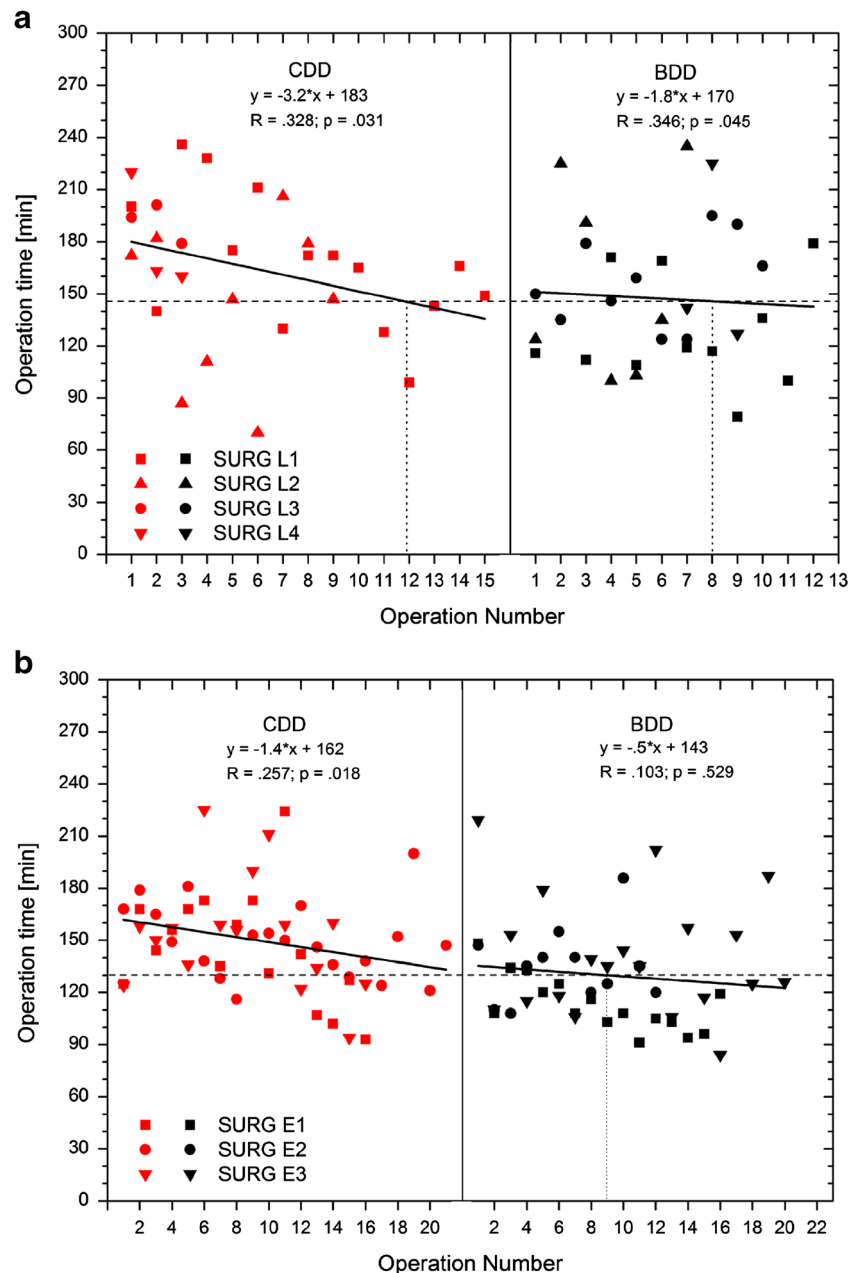 a
300
270
240
210
180
150
120
90
60
30
0
Operation time [min]
CDD
y = -3.2*x + 183
R = .328; p = .031
BDD
y = -1.8*x + 170
R = .346; p = .045
SURG L1
SURG L2
SURG L3
SURG L4
1 2 3 4 5 6 7 8 9 10 11 12 13 14 15
1 2 3 4 5 6 7 8 9 10 11 12 13
Operation Number
b
300
270
240
210
180
150
120
90
60
30
0
Operation time [min]
CDD
y = -1.4*x + 162
R = .257; p = .018
BDD
y = -.5*x + 143
R = .103; p = .529
SURG E1
SURG E2
SURG E3
2 4 6 8 10 12 14 16 18 20
2 4 6 8 10 12 14 16 18 20 22
Operation Number